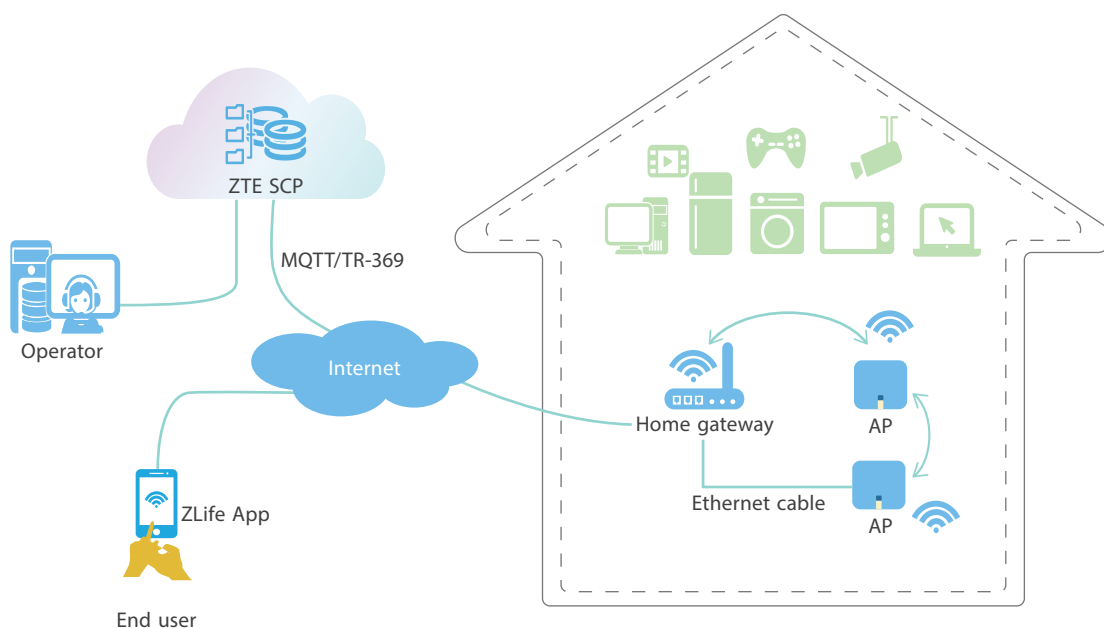 ZTE SCP
MQTT/TR-369
Operator
Internet
Home gateway
AP
Ethernet cable
ZLife App
AP
End user